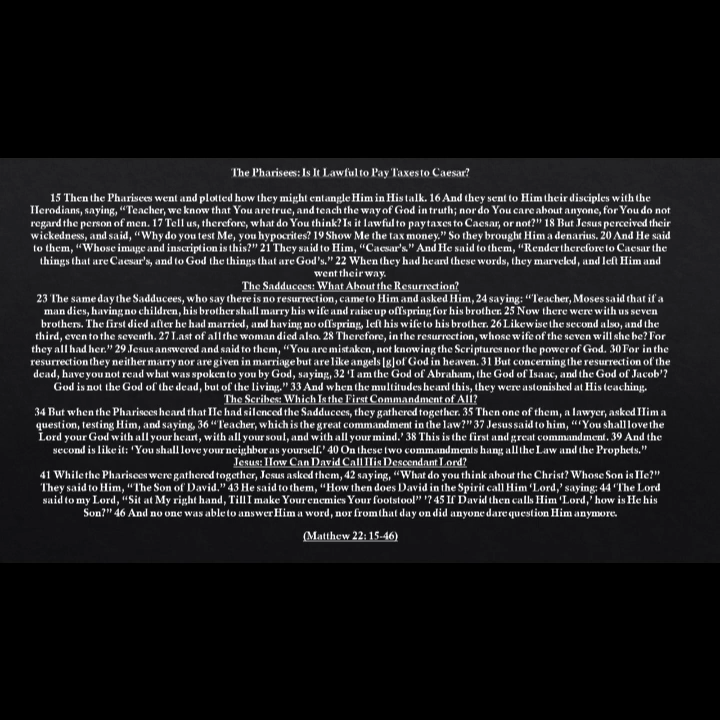 The Pharisees: Is It Lawful to Pay Taxes to Caesar?
15 Then the Pharisees went and plotted how they might entangle Him in His talk. 16 And they sent to Him their disciples with the
Herodians, saying, “Teacher, we know that You are true, and teach the way of God in truth; nor do You care about anyone, for You do not
regard the person of men. 17 Tell us, therefore, what do You think? Is it lawful to pay taxes to Caesar, or not?” 18 But Jesus perceived their
wickedness, and said, “Why do you test Me, you hypocrites? 19 Show Me the tax money.” So they brought Him a denarius. 20 And He said
to them, “Whose image and inscription is this?” 21 They said to Him, “Caesar’s.” And He said to them, “Render therefore to Caesar the
things that are Caesar’s, and to God the things that are God’s.” 22 When they had heard these words, they marveled, and left Him and
went their way.
The Sadducees: What About the Resurrection?
23 The same day the Sadducees, who say there is no resurrection, came to Him and asked Him, 24 saying: “Teacher, Moses said that if a
man dies, having no children, his brother shall marry his wife and raise up offspring for his brother. 25 Now there were with us seven
brothers. The first died after he had married, and having no offspring, left his wife to his brother. 26 Likewise the second also, and the
third, even to the seventh. 27 Last of all the woman died also. 28 Therefore, in the resurrection, whose wife of the seven will she be? For
they all had her.” 29 Jesus answered and said to them, “You are mistaken, not knowing the Scriptures nor the power of God. 30 For in the
resurrection they neither marry nor are given in marriage but are like angels [g]of God in heaven. 31 But concerning the resurrection of the
dead, have you not read what was spoken to you by God, saying, 32 ‘I am the God of Abraham, the God of Isaac, and the God of Jacob’?
God is not the God of the dead, but of the living.” 33 And when the multitudes heard this, they were astonished at His teaching.
The Scribes: Which Is the First Commandment of All?
34 But when the Pharisees heard that He had silenced the Sadducees, they gathered together. 35 Then one of them, a lawyer, asked Him a
question, testing Him, and saying, 36 “Teacher, which is the great commandment in the law?” 37 Jesus said to him, “‘You shall love the
Lord your God with all your heart, with all your soul, and with all your mind.’ 38 This is the first and great commandment. 39 And the
second is like it: ‘You shall love your neighbor as yourself.’ 40 On these two commandments hang all the Law and the Prophets.”
Jesus: How Can David Call His Descendant Lord?
41 While the Pharisees were gathered together, Jesus asked them, 42 saying, “What do you think about the Christ? Whose Son is He?”
They said to Him, “The Son of David.” 43 He said to them, “How then does David in the Spirit call Him ‘Lord,’ saying: 44 ‘The Lord
said to my Lord, “Sit at My right hand, Till I make Your enemies Your footstool” ’? 45 If David then calls Him ‘Lord,’ how is He his
Son?” 46 And no one was able to answer Him a word, nor from that day on did anyone dare question Him anymore.
(Matthew 22: 15-46)